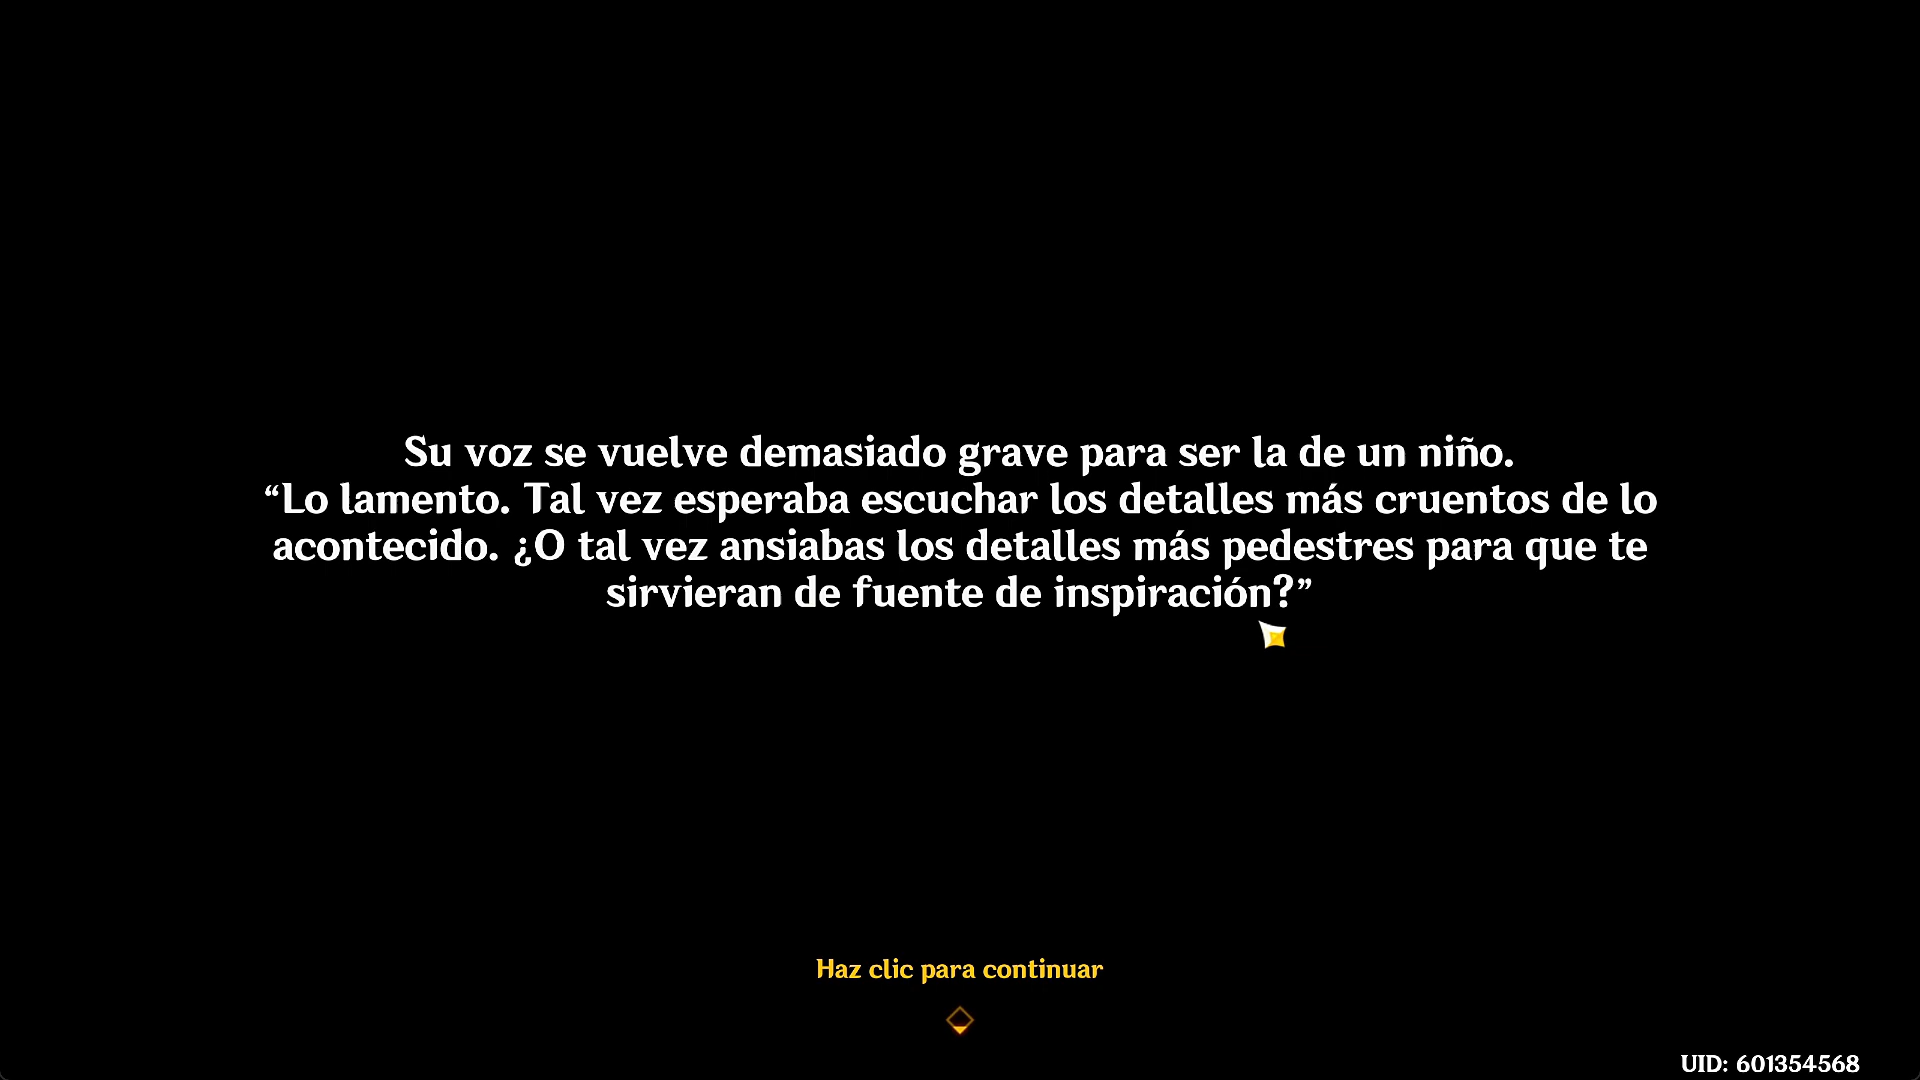 Su voz se vuelve demasiado grave para ser la de un niño.
“Lo lamento. Tal vez esperaba escuchar los detalles más cruentos de lo
acontecido. ¿O tal vez ansiabas los detalles más pedestres para que te
sirvieran de fuente de inspiración?”
Haz clic para continuar
UID: 601354568